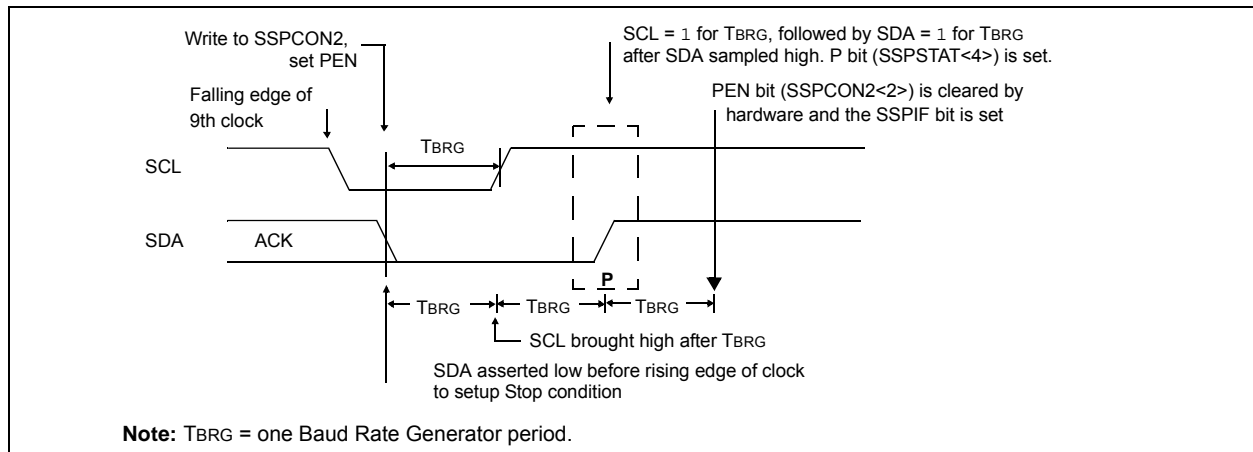 Write to SSPCON2,
set PEN
SCL = 1 for TBRG, followed by SDA = 1 for TBRG
after SDA sampled high. P bit (SSPSTAT<4>) is set.
Falling edge of
9th clock
PEN bit (SSPCON2<2>) is cleared by
hardware and the SSPIF bit is set
TBRG
SCL
SDA
ACK
P
TBRG
TBRG
TBRG
SCL brought high after TBRG
SDA asserted low before rising edge of clock
to setup Stop condition
Note: TBRG = one Baud Rate Generator period.